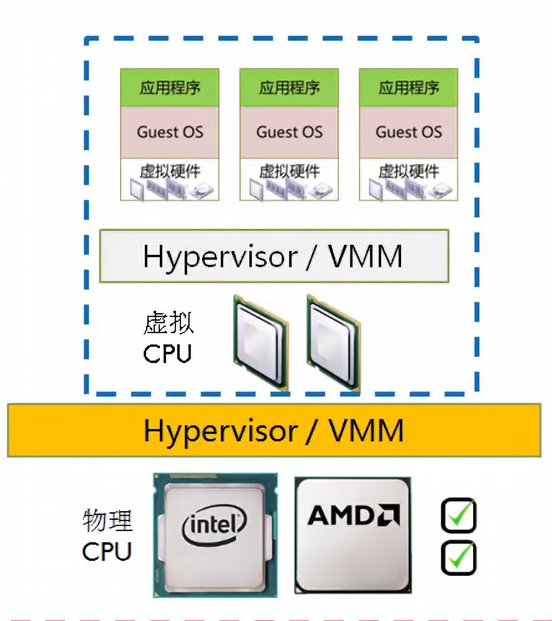 应用程序
应用程序
应用程序
Guest OS
Guest OS
Guest OS
虚拟硬件
虚拟硬件
虚拟硬件
Hypervisor / VMM
虚拟
CPU
Hypervisor / VMM
物理
CPU
intel
AMD